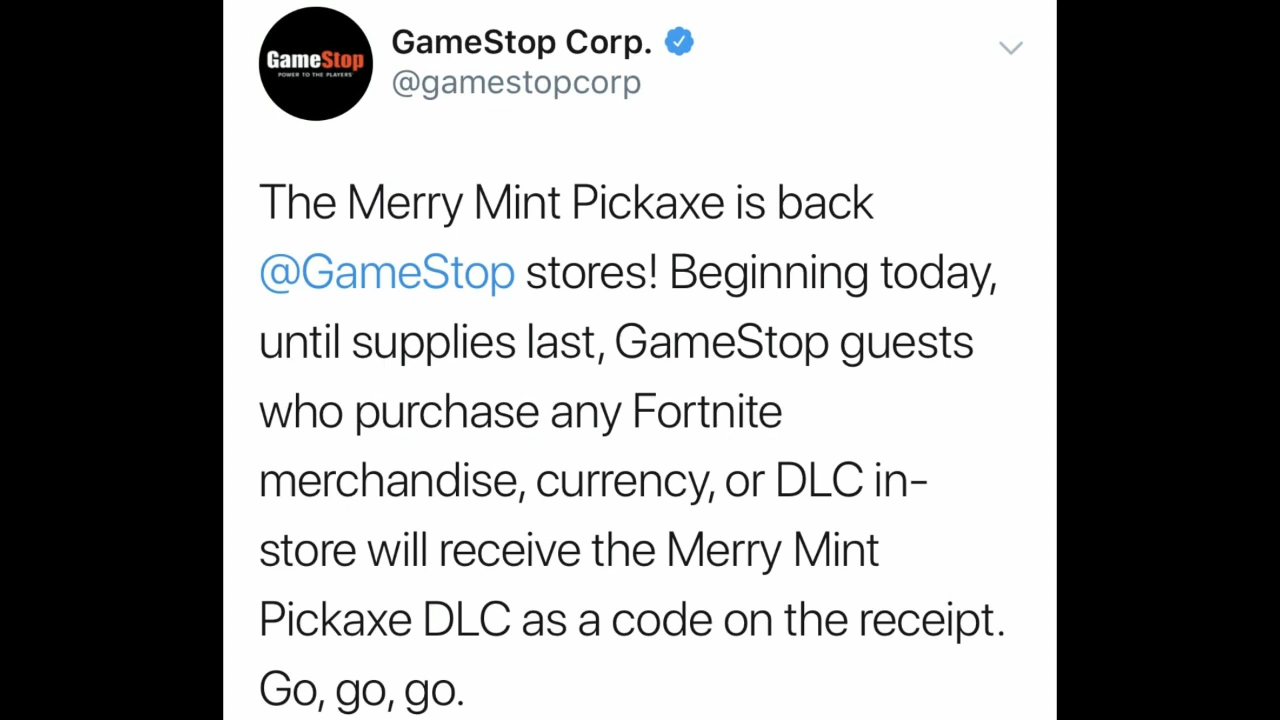 GameStop
POWER TO THE PLAYERS
GameStop Corp.
@gamestopcorp
The Merry Mint Pickaxe is back
@GameStop stores! Beginning today,
until supplies last, GameStop guests
who purchase any Fortnite
merchandise, currency, or DLC in-
store will receive the Merry Mint
Pickaxe DLC as a code on the receipt.
Go, go, go.